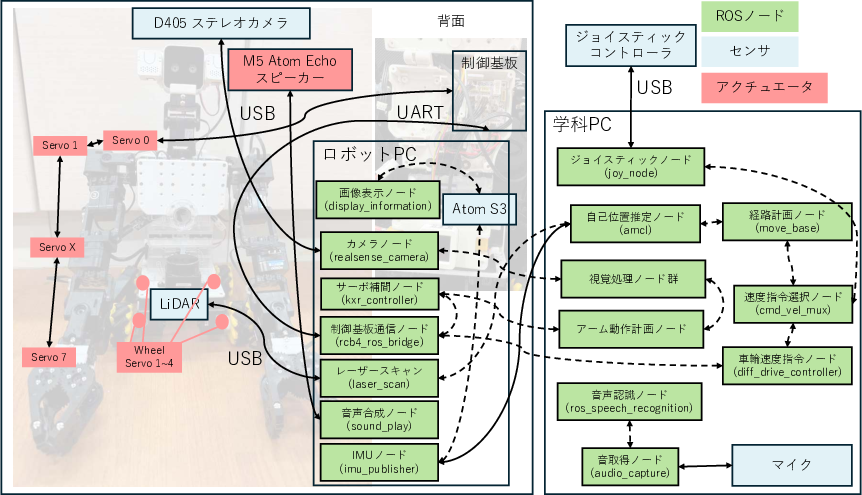 D405 ステレオカメラ
背面
M5 Atom Echo
スピーカー
制御基板
USB
UART
Servo 1
Servo 0
Servo X
Servo 7
LiDAR
Wheel
Servo 1~4
USB
ロボットPC
画像表示ノード
(display_information)
Atom S3
カメラノード
(realsense_camera)
サーボ補間ノード
(kxr_controller)
制御基板通信ノード
(rcb4_ros_bridge)
レーザースキャン
(laser_scan)
音声合成ノード
(sound_play)
IMUノード
(imu_publisher)
ジョイスティック
コントローラ
USB
ROSノード
センサ
アクチュエータ
学科PC
ジョイスティックノード
(joy_node)
自己位置推定ノード
(amcl)
経路計画ノード
(move_base)
視覚処理ノード群
速度指令選択ノード
(cmd_vel_mux)
アーム動作計画ノード
車輪速度指令ノード
(diff_drive_controller)
音声認識ノード
(ros_speech_recognition)
音取得ノード
(audio_capture)
マイク